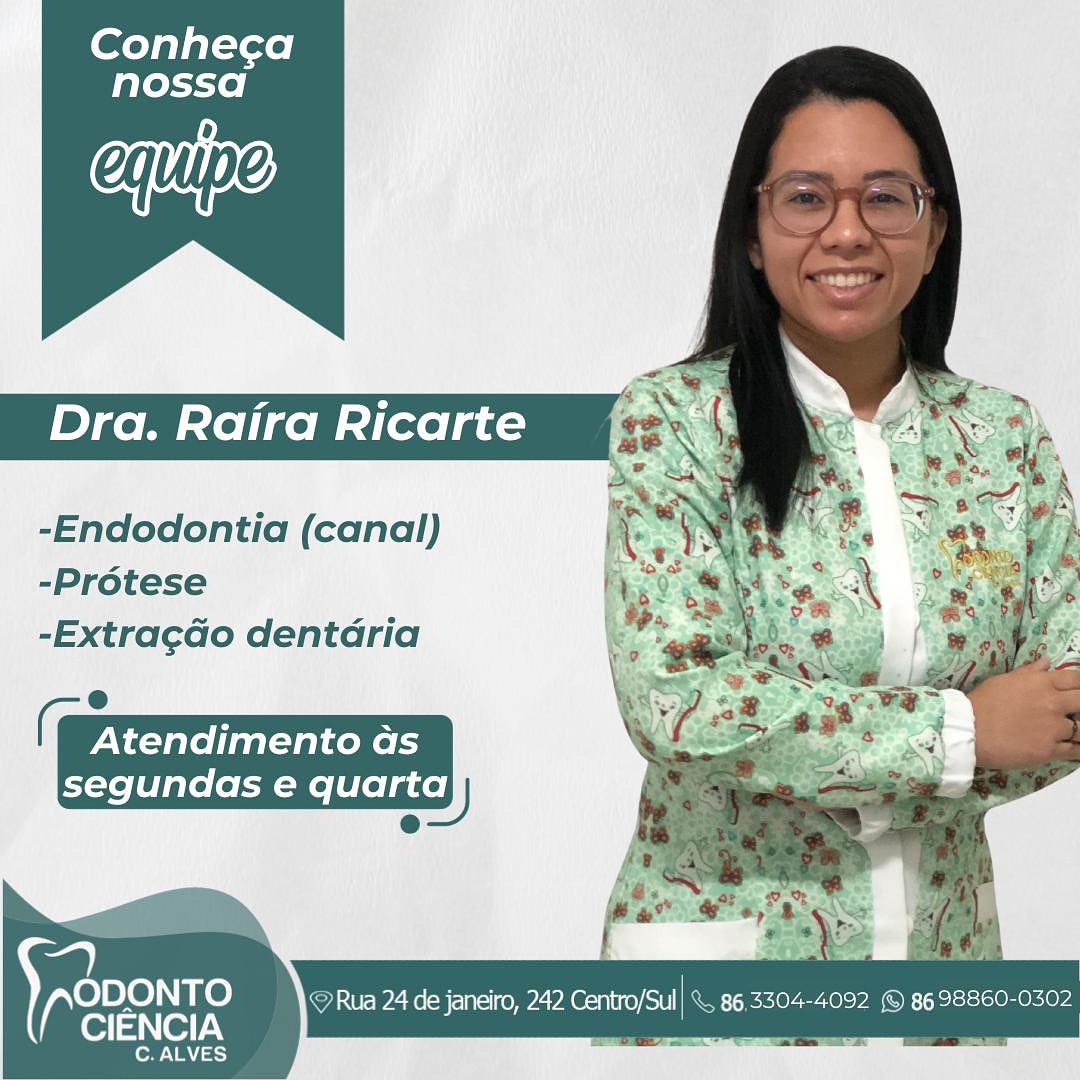 Conheça
nossa
equipe
Dra. Raíra Ricarte
-Endodontia (canal)
-Prótese
-Extração dentária
Atendimento às
segundas e quarta
ODONTO
CIÊNCIA
C. ALVES
Rua 24 de janeiro, 242 Centro/Sul
86. 3304-4092
86 98860-0302